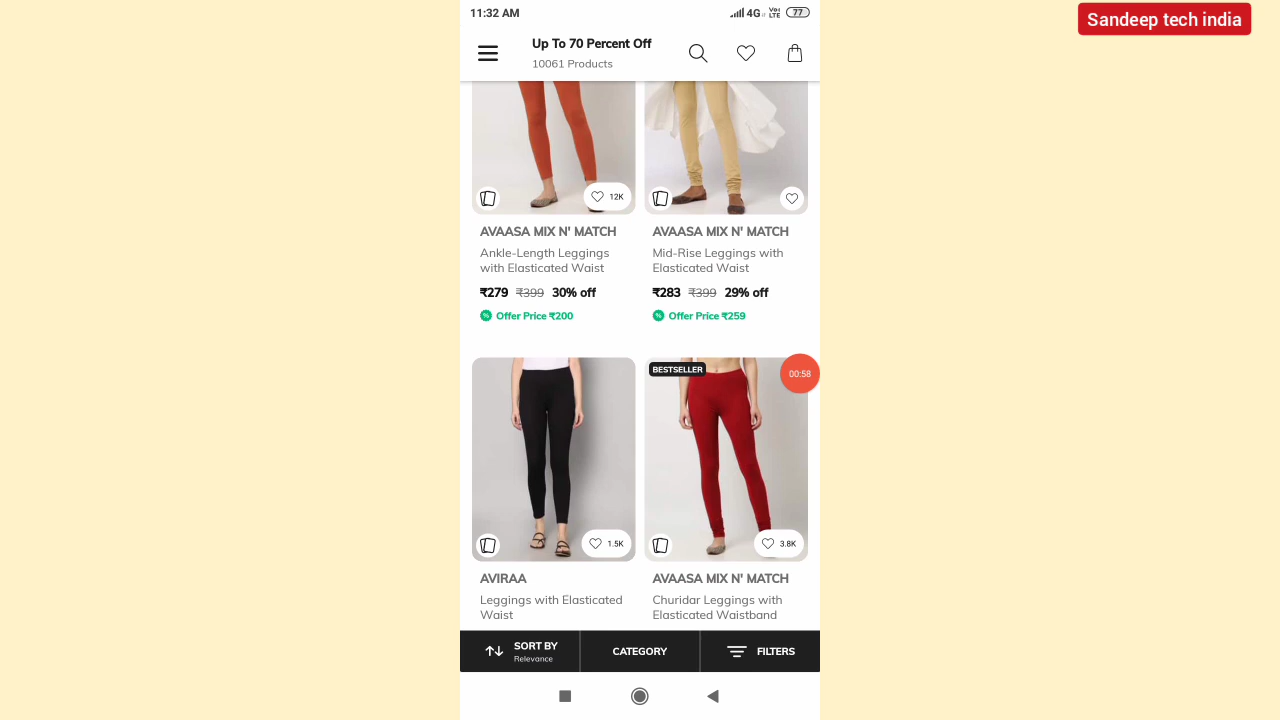 11:32 AM
4G
Vo
LTE
77
Sandeep tech india
Up To 70 Percent Off
10061 Products
12K
AVAASA MIX N' MATCH
Ankle-Length Leggings
with Elasticated Waist
₹279 ₹399 30% off
% Offer Price ₹200
AVAASA MIX N' MATCH
Mid-Rise Leggings with
Elasticated Waist
₹283 ₹399 29% off
% Offer Price ₹259
BESTSELLER
00:58
1.5K
3.8K
AVIRAA
Leggings with Elasticated
Waist
AVAASA MIX N' MATCH
Churidar Leggings with
Elasticated Waistband
SORT BY
Relevance
CATEGORY
FILTERS